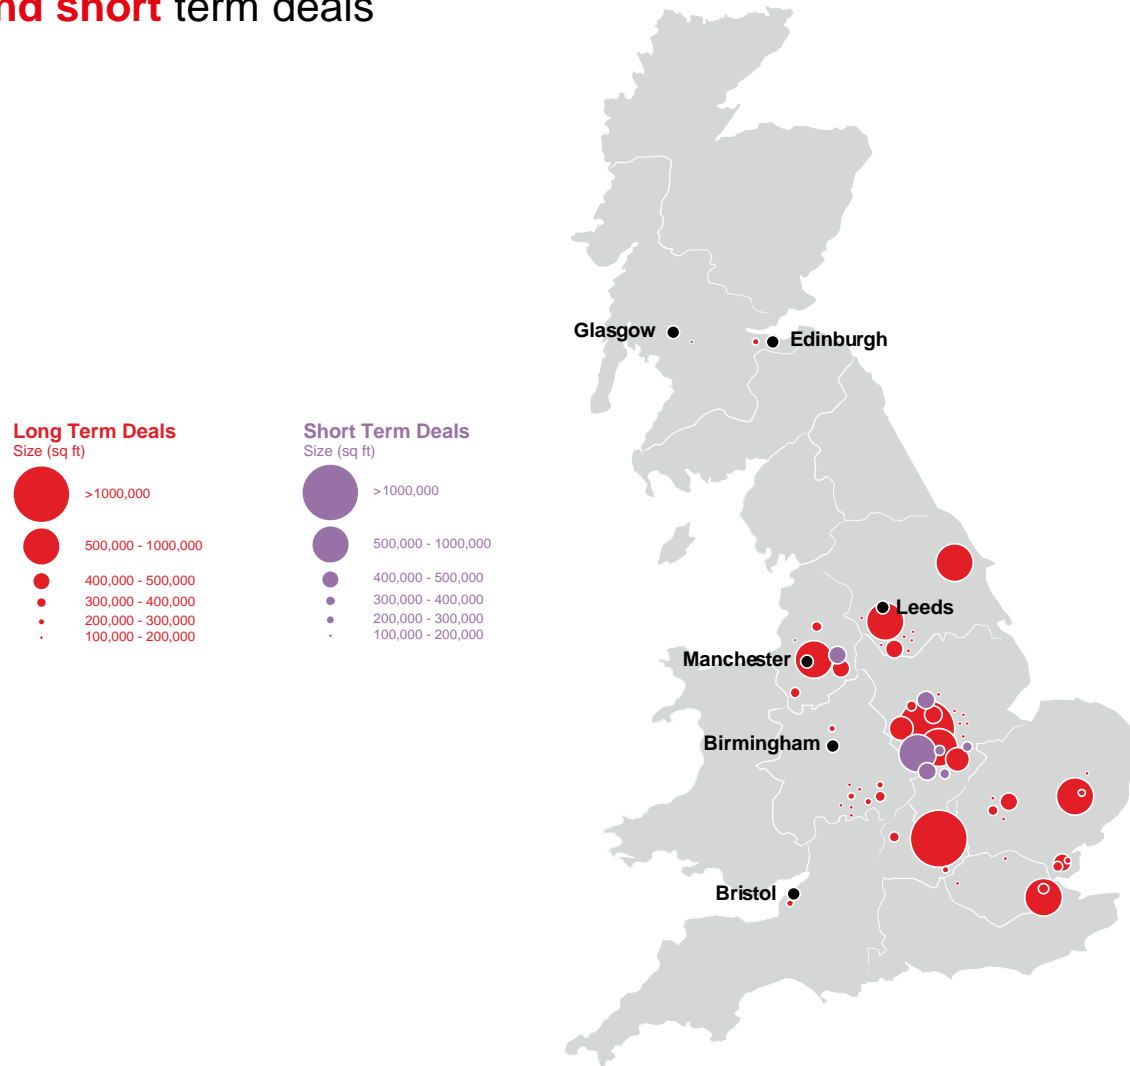 nd short term deals
Glasgow
Edinburgh
Long Term Deals
Size (sq ft)
>1000,000
500,000 - 1000,000
400,000 - 500,000
300,000 - 400,000
200,000 - 300,000
100,000 - 200,000
Short Term Deals
Size (sq ft)
>1000,000
500,000 - 1000,000
400,000 - 500,000
300,000 - 400,000
200,000 - 300,000
100,000 - 200,000
Leeds
Manchester
Birmingham
Bristol